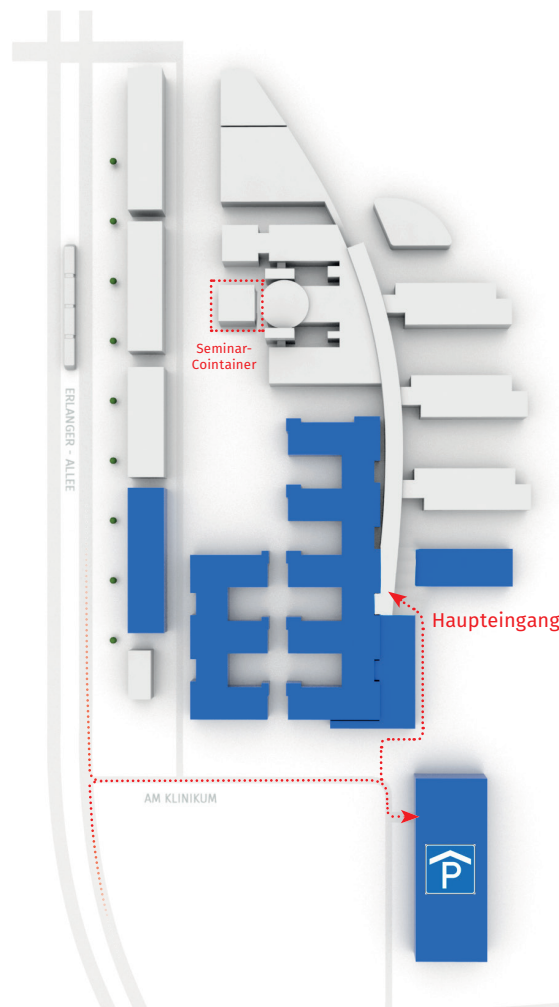 Seminar-
Cointainer
ERLANGER - ALLEE
Haupteingang
AM KLINIKUM
P